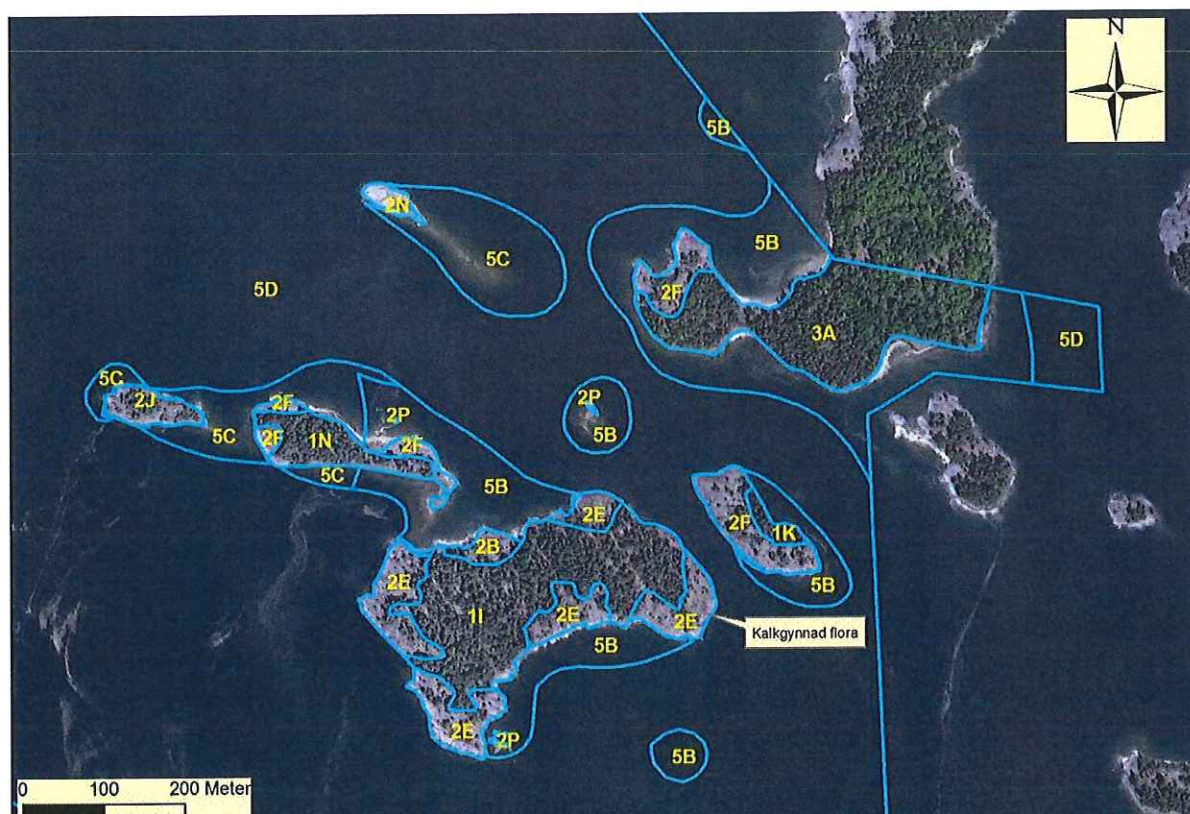 N
5B
2N
5B
5C
5D
2F
3A
5D
5C
2J
2F
2P
2P
5C
2F
1N
2F
5B
5C
5B
2E
2F
1K
2B
2E
5B
1I
2E
2E
Kalkgynnad flora
5B
2E
2P
5B
0 100 200 Meter